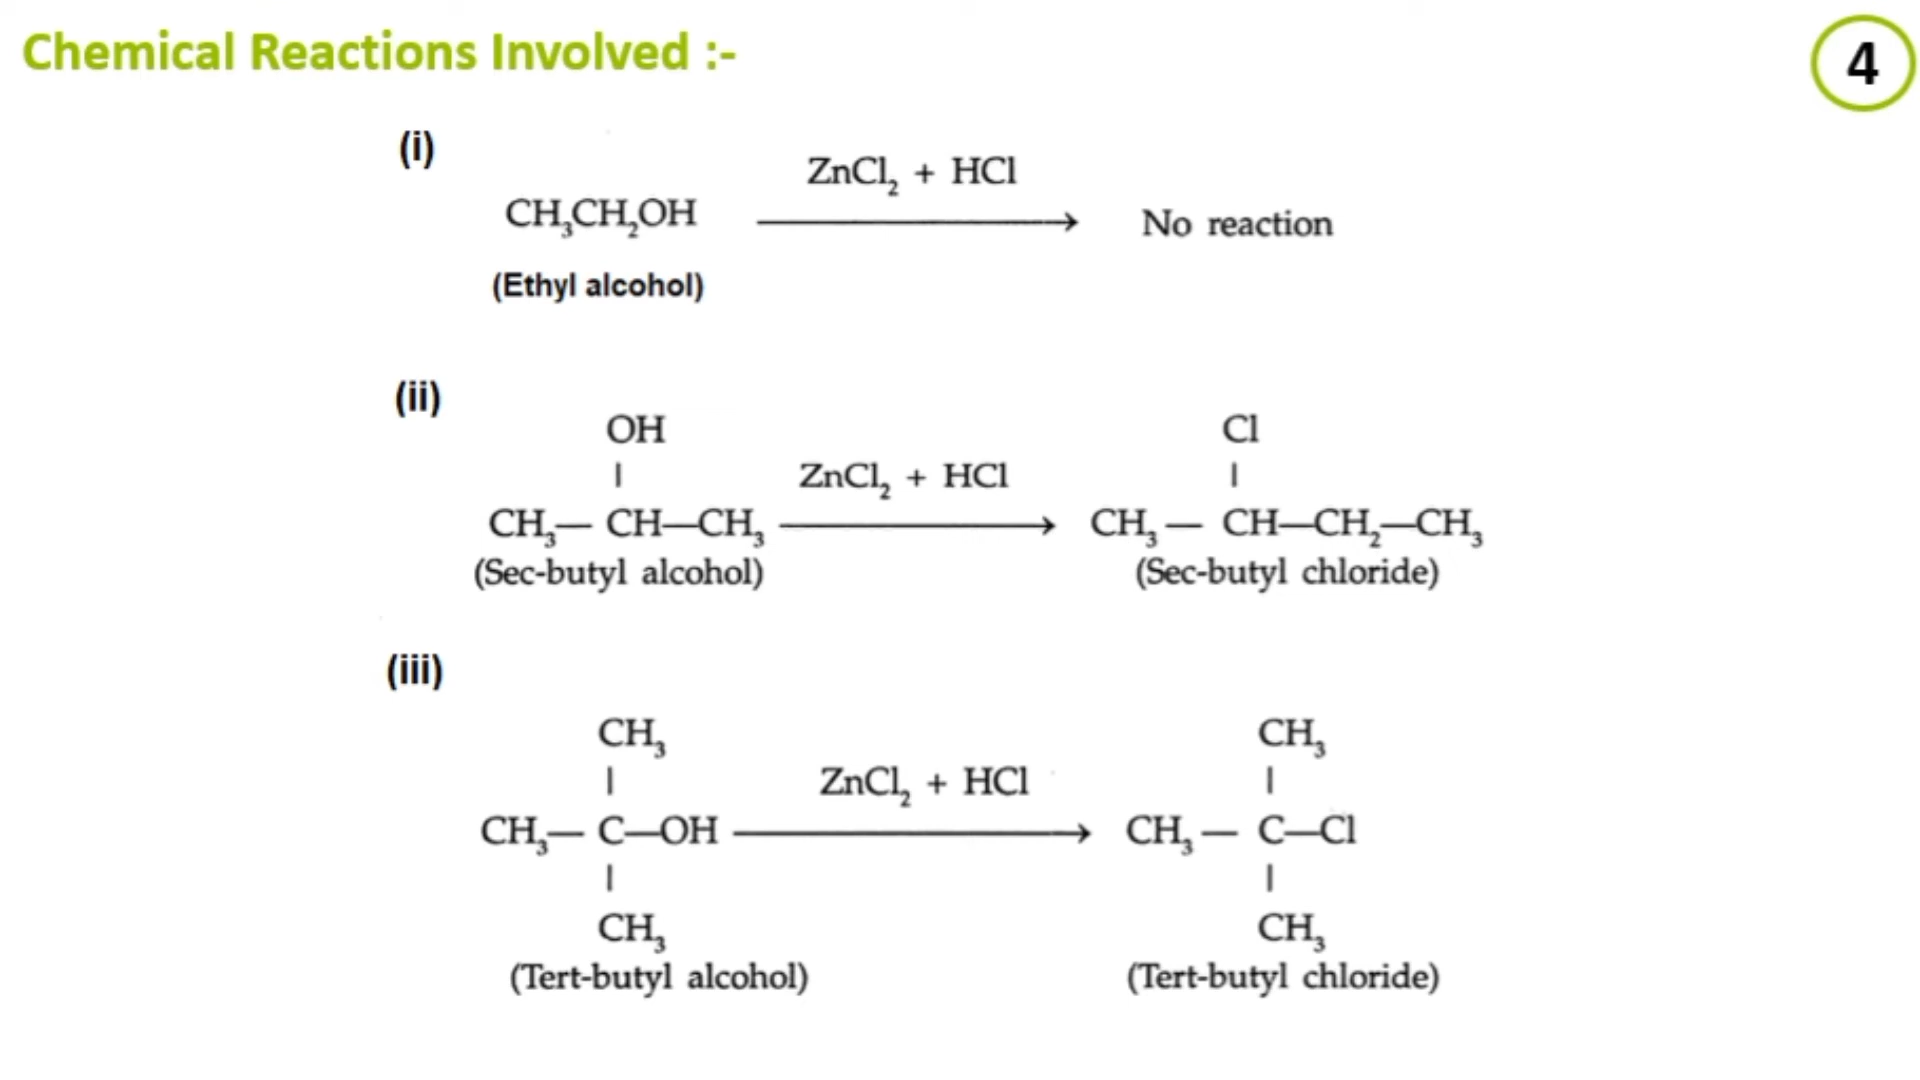 Chemical Reactions Involved :-
4
(i)
ZnCl₂ + HCl
CH₃CH₂OH ⟶ No reaction
(Ethyl alcohol)
(ii)
OH Cl
| ZnCl₂ + HCl |
CH₃— CH—CH₃ ⟶ CH₃ — CH—CH₂—CH₃
(Sec-butyl alcohol) (Sec-butyl chloride)
(iii)
CH₃ CH₃
| ZnCl₂ + HCl |
CH₃— C—OH ⟶ CH₃ — C—Cl
| |
CH₃ CH₃
(Tert-butyl alcohol) (Tert-butyl chloride)